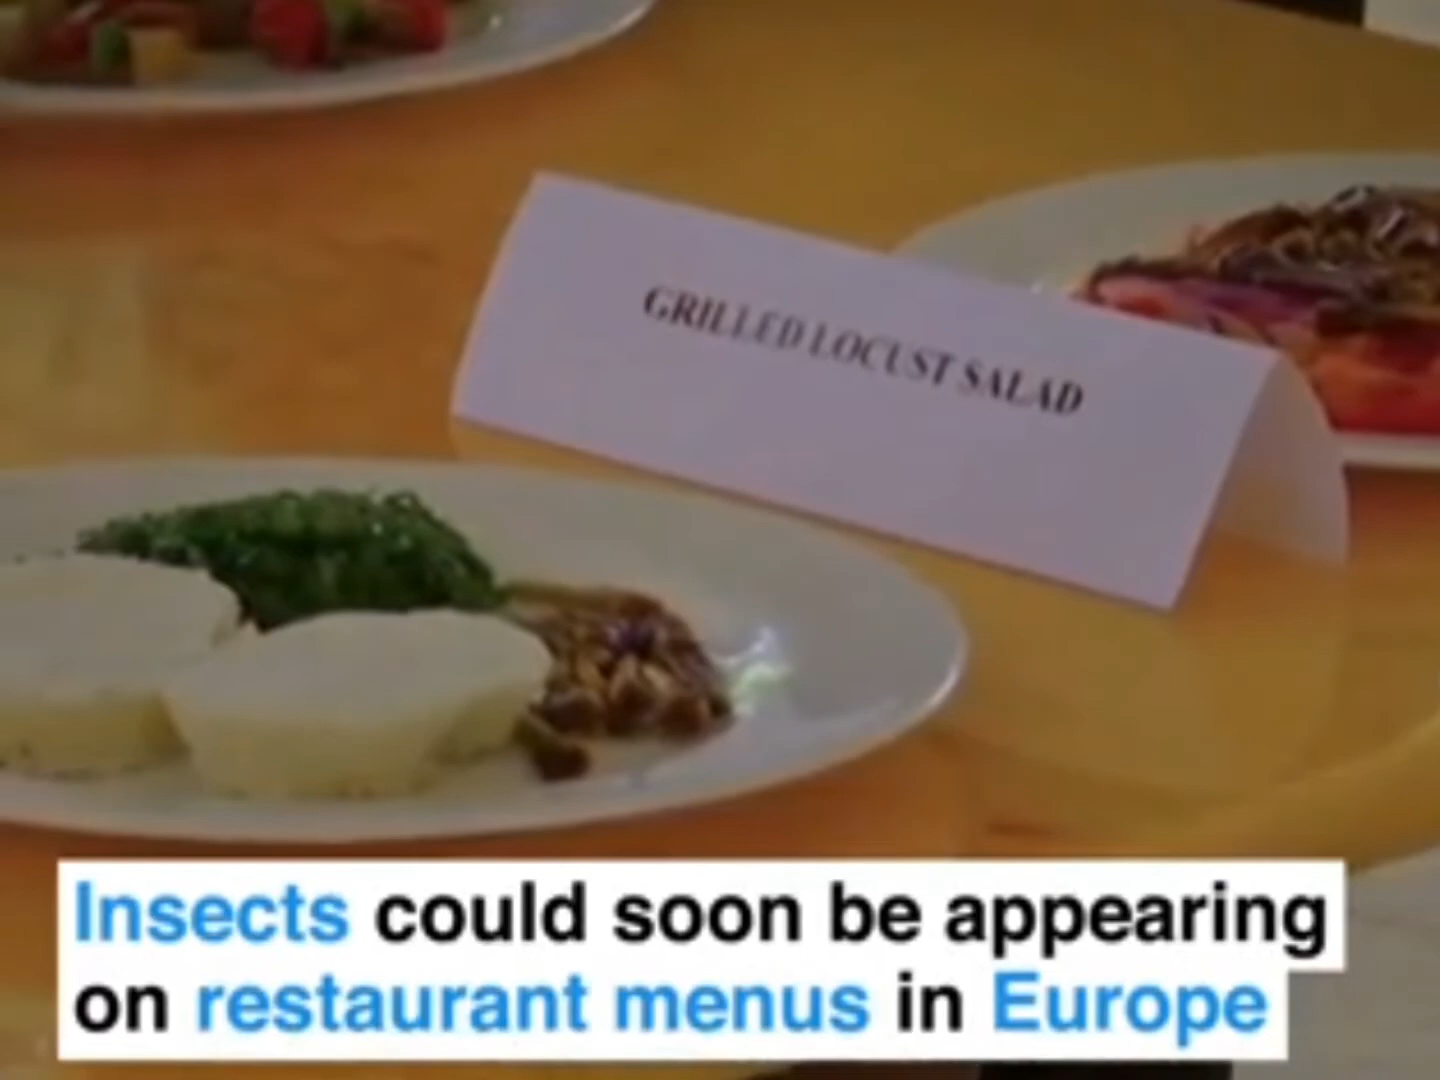 GRILLED LOCUST SALAD
Insects could soon be appearing
on restaurant menus in Europe